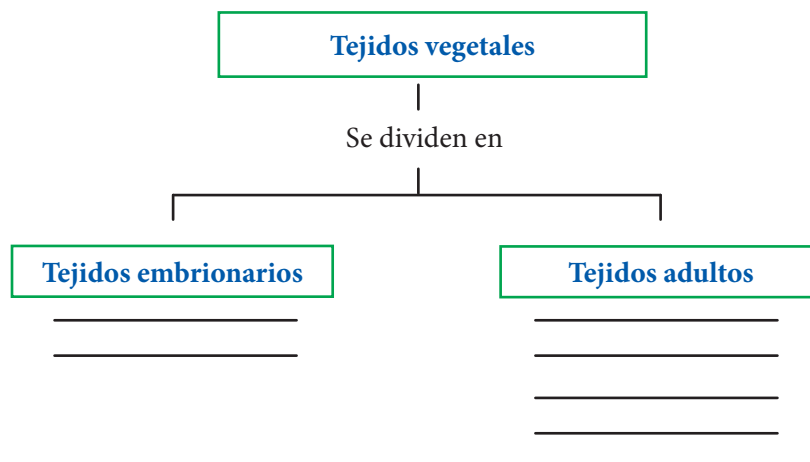 Tejidos vegetales
Se dividen en
Tejidos embrionarios
Tejidos adultos